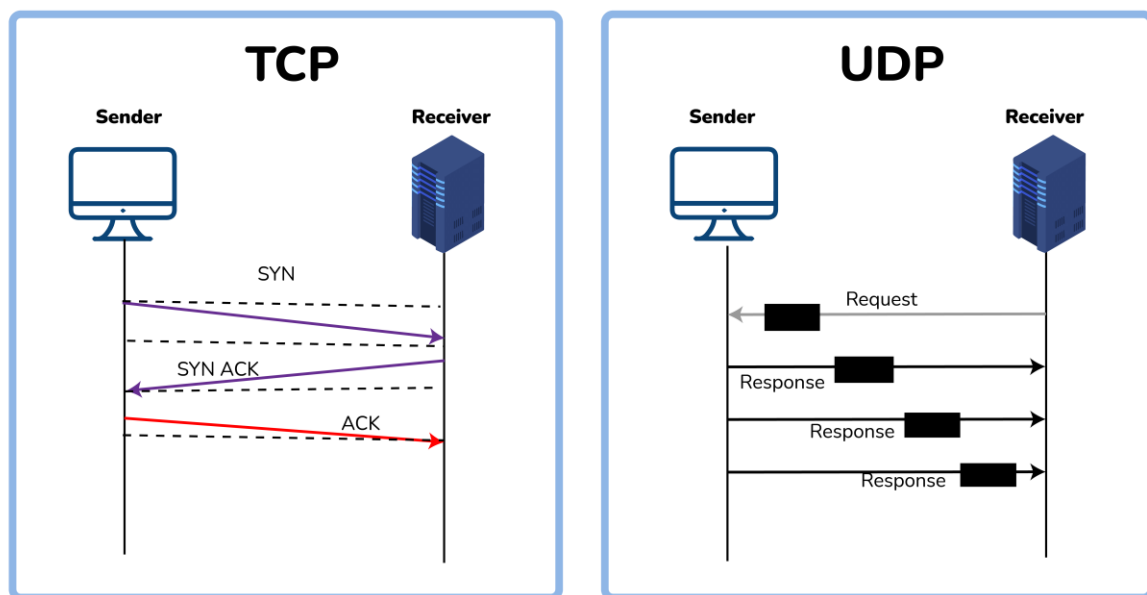 TCP
Sender
Receiver
SYN
SYN ACK
ACK
UDP
Sender
Receiver
Request
Response
Response
Response